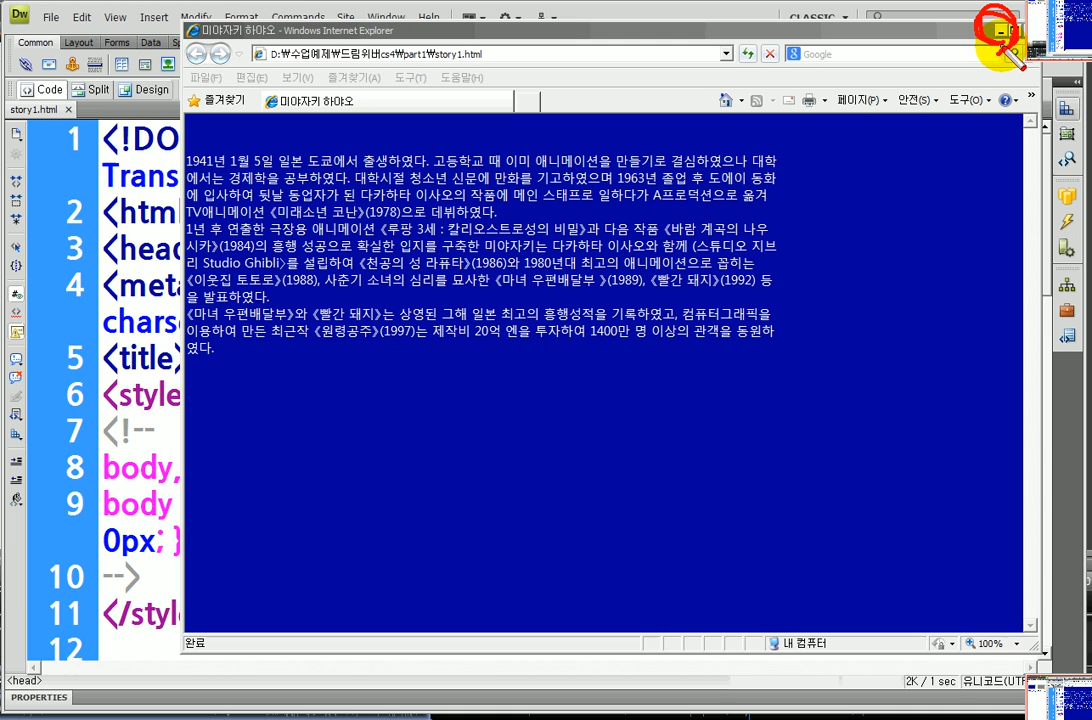 Dw File Edit View Insert Modify Format Commands Site Window Help CLASSIC
미야자키 하야오 - Windows Internet Explorer
Common Layout Forms Data
D:₩수업예제₩드림위버cs4₩part1₩story1.html Google
파일(F) 편집(E) 보기(V) 즐겨찾기(A) 도구(T) 도움말(H)
Code Split Design
즐겨찾기 미야자키 하야오 페이지(P) 안전(S) 도구(O)
story1.html
1 <!DO
Trans
2 <html
3 <head
4 <meta
chars
5 <title>
6 <style
7 <!--
8 body,
9 body
0px; }
10 -->
11 </style
12
1941년 1월 5일 일본 도쿄에서 출생하였다. 고등학교 때 이미 애니메이션을 만들기로 결심하였으나 대학
에서는 경제학을 공부하였다. 대학시절 청소년 신문에 만화를 기고하였으며 1963년 졸업 후 도에이 동화
에 입사하여 뒷날 동업자가 된 다카하타 이사오의 작품에 메인 스태프로 일하다가 A프로덕션으로 옮겨
TV애니메이션 《미래소년 코난》(1978)으로 데뷔하였다.
1년 후 연출한 극장용 애니메이션 《루팡 3세 : 칼리오스트로성의 비밀》과 다음 작품 《바람 계곡의 나우
시카》(1984)의 흥행 성공으로 확실한 입지를 구축한 미야자키는 다카하타 이사오와 함께 〈스튜디오 지브
리 Studio Ghibli〉를 설립하여 《천공의 성 라퓨타》(1986)와 1980년대 최고의 애니메이션으로 꼽히는
《이웃집 토토로》(1988), 사춘기 소녀의 심리를 묘사한 《마녀 우편배달부 》(1989), 《빨간 돼지》(1992) 등
을 발표하였다.
《마녀 우편배달부》와 《빨간 돼지》는 상영된 그해 일본 최고의 흥행성적을 기록하였고, 컴퓨터그래픽을
이용하여 만든 최근작 《원령공주》(1997)는 제작비 20억 엔을 투자하여 1400만 명 이상의 관객을 동원하
였다.
완료 내 컴퓨터 100%
<head> 2K / 1 sec 유니코드(UTF
PROPERTIES